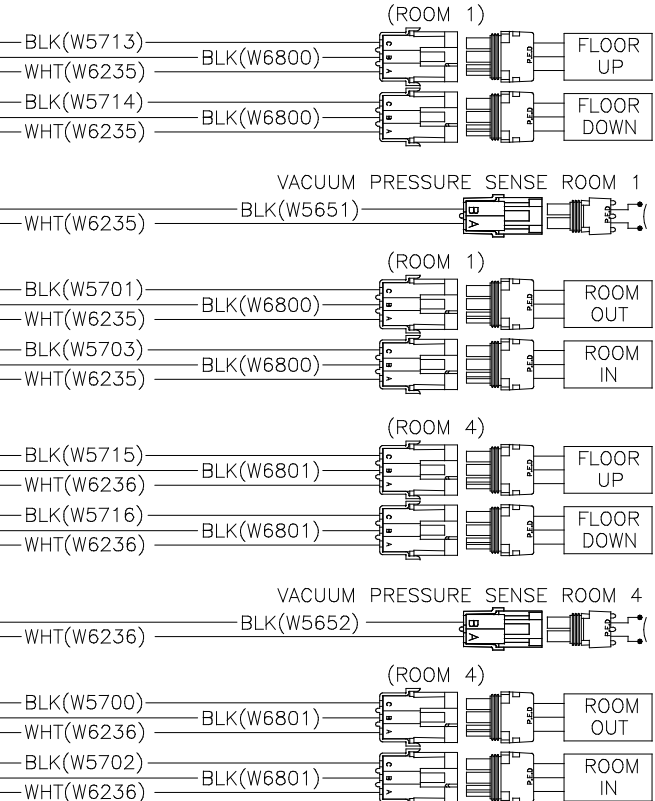 (ROOM 1)
BLK(W5713)
BLK(W6800)
WHT(W6235)
C
B
A
P.E.D
FLOOR
UP
BLK(W5714)
BLK(W6800)
WHT(W6235)
C
B
A
P.E.D
FLOOR
DOWN
VACUUM PRESSURE SENSE ROOM 1
BLK(W5651)
WHT(W6235)
B
A
P.E.D
(ROOM 1)
BLK(W5701)
BLK(W6800)
WHT(W6235)
C
B
A
P.E.D
ROOM
OUT
BLK(W5703)
BLK(W6800)
WHT(W6235)
C
B
A
P.E.D
ROOM
IN
(ROOM 4)
BLK(W5715)
BLK(W6801)
WHT(W6236)
C
B
A
P.E.D
FLOOR
UP
BLK(W5716)
BLK(W6801)
WHT(W6236)
C
B
A
P.E.D
FLOOR
DOWN
VACUUM PRESSURE SENSE ROOM 4
BLK(W5652)
WHT(W6236)
B
A
P.E.D
(ROOM 4)
BLK(W5700)
BLK(W6801)
WHT(W6236)
C
B
A
P.E.D
ROOM
OUT
BLK(W5702)
BLK(W6801)
WHT(W6236)
C
B
A
P.E.D
ROOM
IN